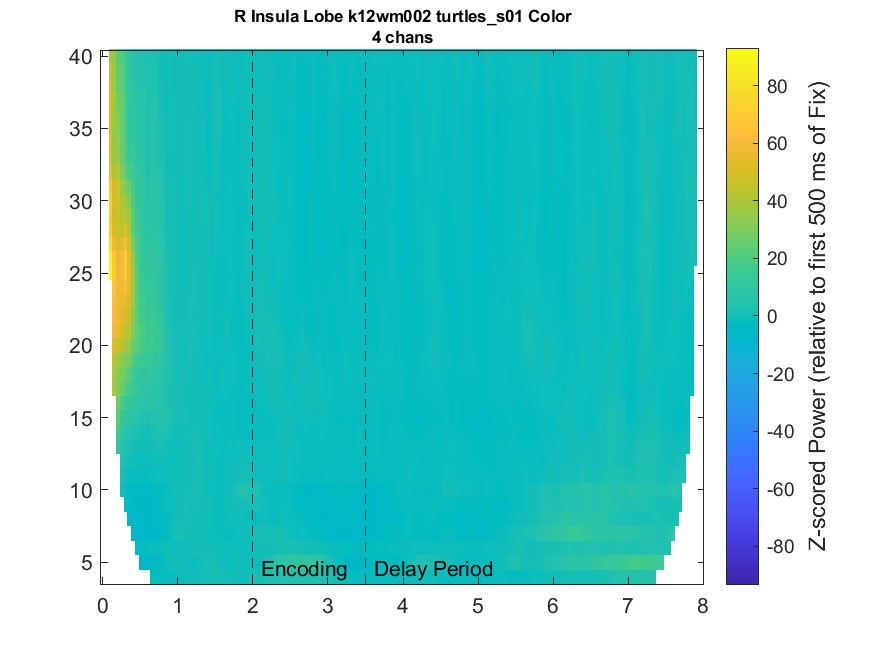 R Insula Lobe k12wm002 turtles_s01 Color
4 chans
40
35
30
25
20
15
10
5
Encoding
Delay Period
0 1 2 3 4 5 6 7 8
80
60
40
20
0
-20
-40
-60
-80
Z-scored Power (relative to first 500 ms of Fix)